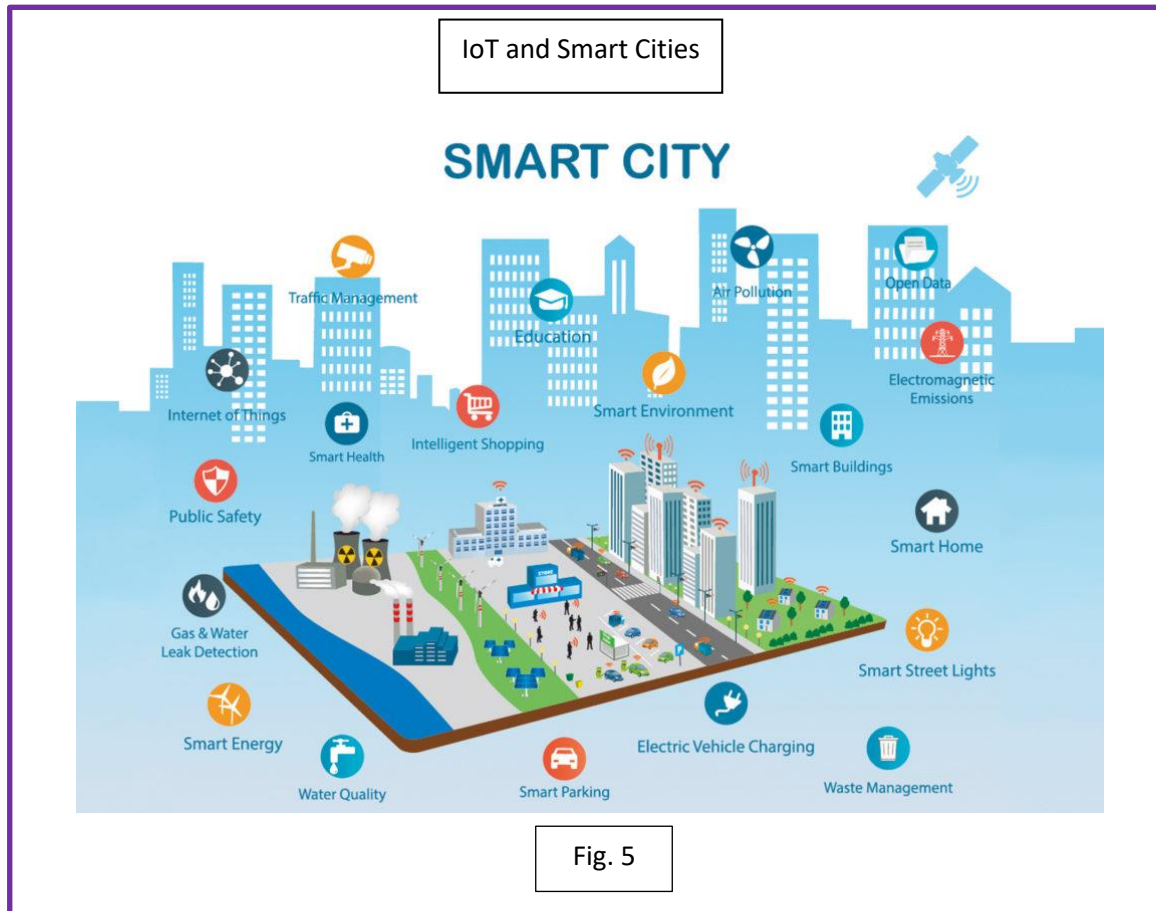 IoT and Smart Cities
SMART CITY
Traffic Management
Education
Air Pollution
Open Data
Internet of Things
Smart Health
Intelligent Shopping
Smart Environment
Electromagnetic
Emissions
Smart Buildings
Public Safety
Smart Home
STORE
Gas & Water
Leak Detection
P
Smart Street Lights
Smart Energy
Water Quality
Smart Parking
Electric Vehicle Charging
Waste Management
Fig. 5